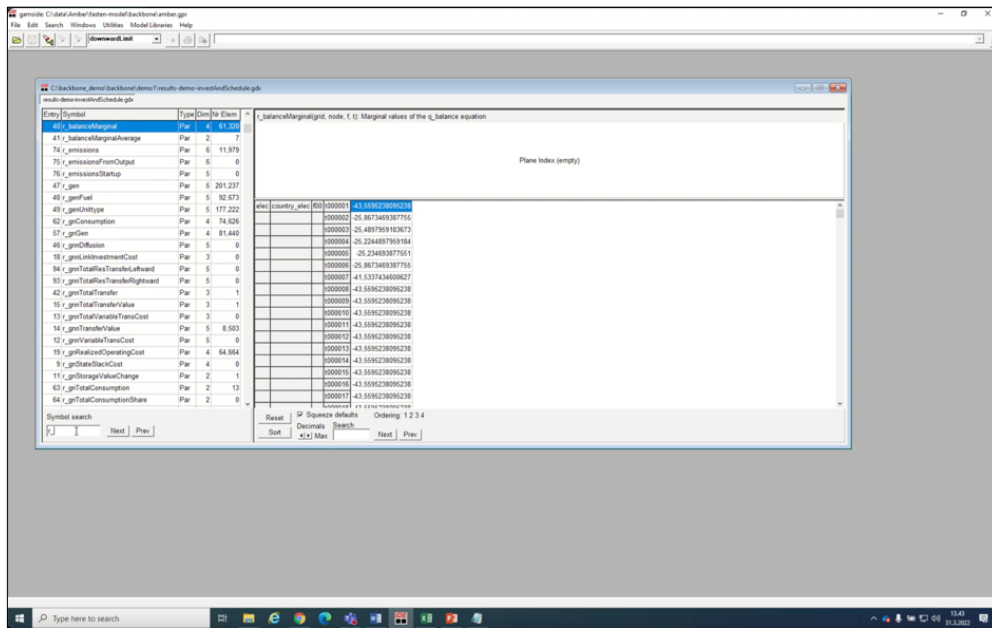 gamside: C:\data\Amber\fasten-model\backbone\amber.gpr
File Edit Search Windows Utilities Model Libraries Help
downwardLimit
C:\backbone_demo\backbone\demo7\results-demo-investAndSchedule.gdx
results-demo-investAndSchedule.gdx
Entry Symbol Type Dim Nr Elem
40 r_balanceMarginal Par 4 61,320
41 r_balanceMarginalAverage Par 2 7
74 r_emissions Par 6 11,979
75 r_emissionsFromOutput Par 6 0
76 r_emissionsStartup Par 5 0
47 r_gen Par 5 201,237
48 r_genFuel Par 5 92,673
49 r_genUnittype Par 5 177,222
62 r_gnConsumption Par 4 74,626
57 r_gnGen Par 4 81,440
46 r_gnnDiffusion Par 5 0
18 r_gnnLinkInvestmentCost Par 3 0
94 r_gnnTotalResTransferLeftward Par 5 0
93 r_gnnTotalResTransferRightward Par 5 0
42 r_gnnTotalTransfer Par 3 1
15 r_gnnTotalTransferValue Par 3 1
13 r_gnnTotalVariableTransCost Par 3 0
14 r_gnnTransferValue Par 5 8,503
12 r_gnnVariableTransCost Par 5 0
19 r_gnRealizedOperatingCost Par 4 64,664
9 r_gnStateSlackCost Par 4 0
11 r_gnStorageValueChange Par 2 1
63 r_gnTotalConsumption Par 2 13
64 r_gnTotalConsumptionShare Par 2 0
Symbol search
r_ Next Prev
r_balanceMarginal(grid, node, f, t): Marginal values of the q_balance equation
Plane Index (empty)
elec country_elec f00 t000001 -43,5595238095238
t000002 -25,8673469387755
t000003 -25,4897959183673
t000004 -25,2244897959184
t000005 -25,234693877551
t000006 -25,8673469387755
t000007 -41,5337434600627
t000008 -43,5595238095238
t000009 -43,5595238095238
t000010 -43,5595238095238
t000011 -43,5595238095238
t000012 -43,5595238095238
t000013 -43,5595238095238
t000014 -43,5595238095238
t000015 -43,5595238095238
t000016 -43,5595238095238
t000017 -43,5595238095238
Reset Squeeze defaults Ordering: 1 2 3 4
Sort Decimals Max Search Next Prev
Type here to search
13.43
31.3.2022